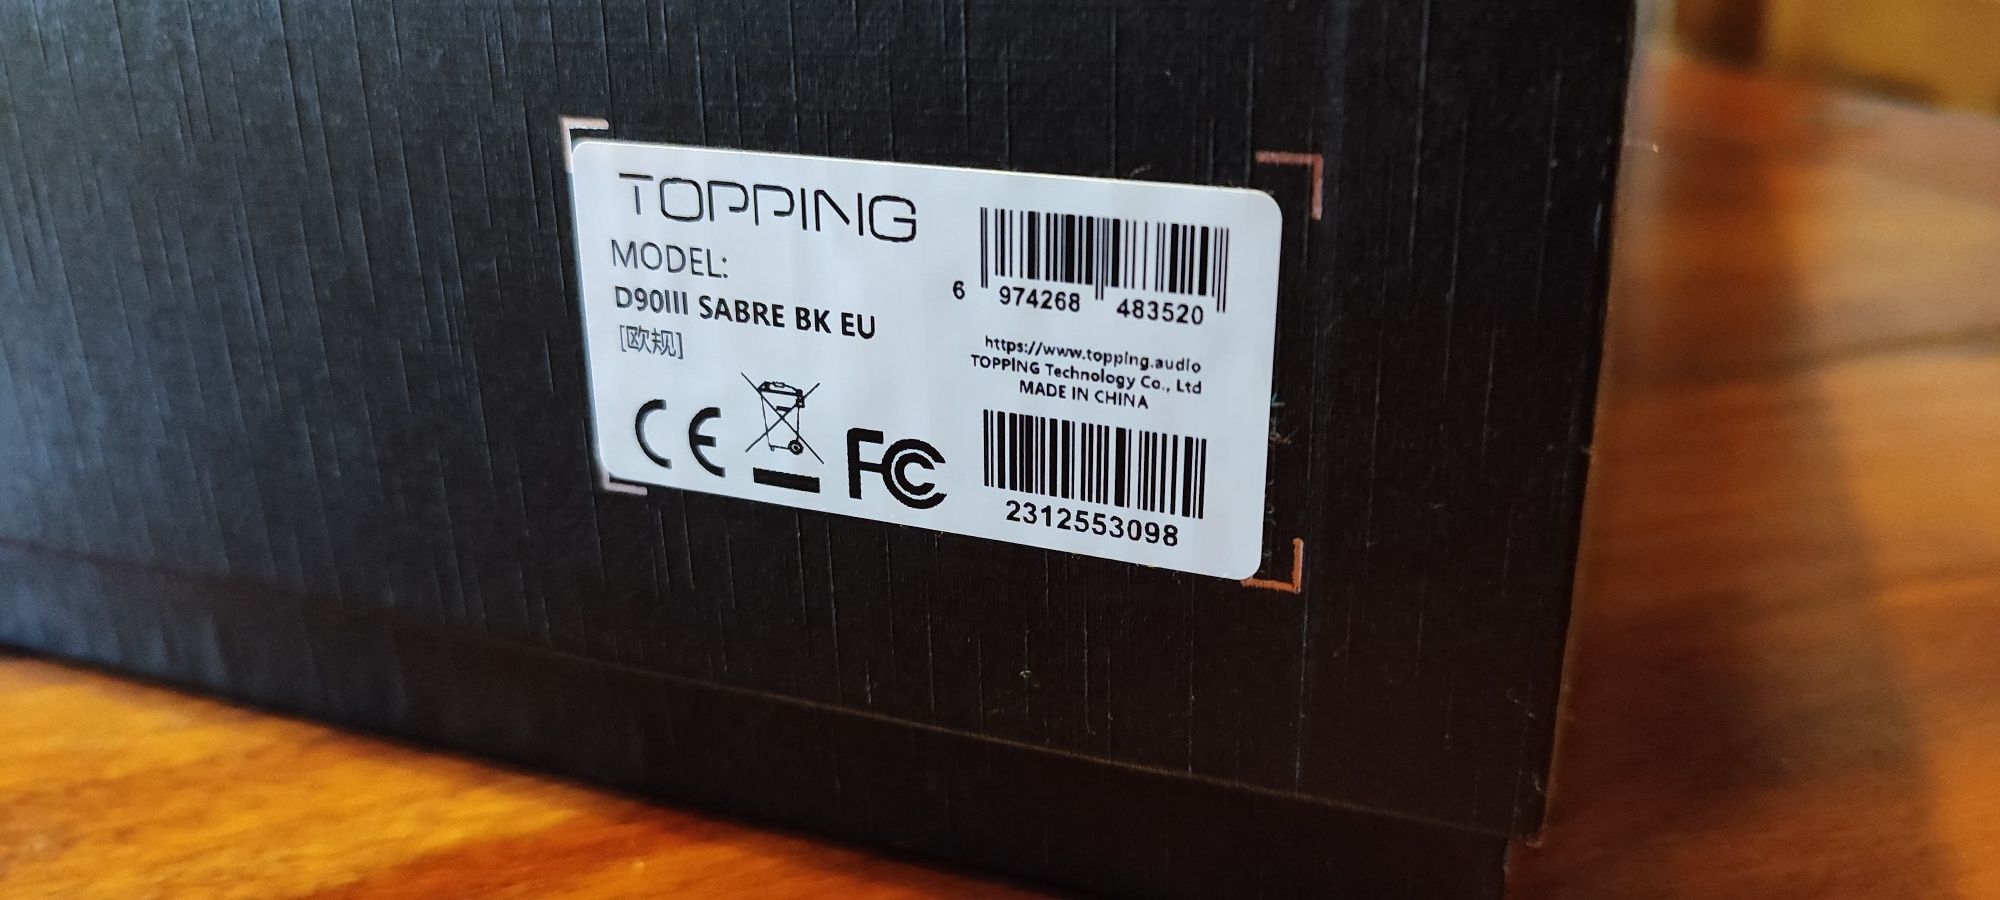 TOPPING
MODEL:
D90III SABRE BK EU
[欧规]
CE
FC
6 974268 483520
https://www.topping.audio
TOPPING Technology Co., Ltd
MADE IN CHINA
2312553098